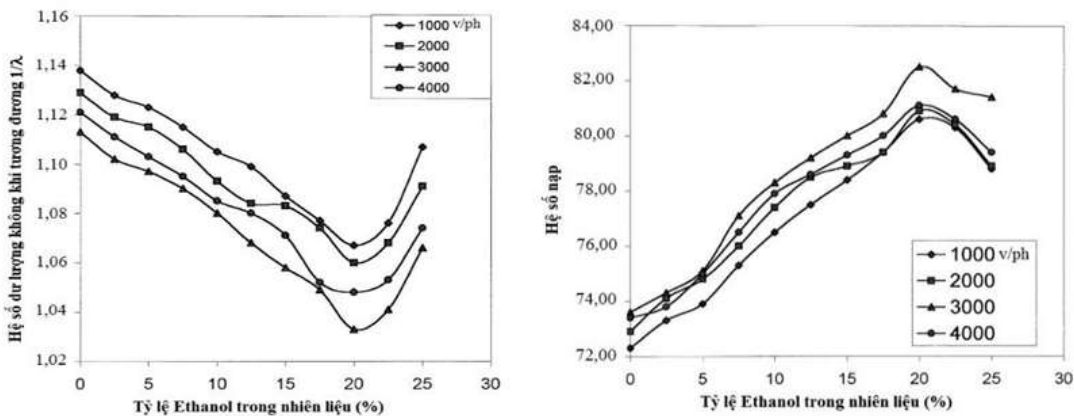 1,16
1,14
1,12
1,10
1,08
1,06
1,04
1,02
Hệ số dư lượng không khí tương đương 1/λ
1000 v/ph
2000
3000
4000
0 5 10 15 20 25 30
Tỷ lệ Ethanol trong nhiên liệu (%)
84,00
82,00
80,00
78,00
76,00
74,00
72,00
Hệ số nạp
1000 v/ph
2000
3000
4000
0 5 10 15 20 25 30
Tỷ lệ Ethanol trong nhiên liệu (%)